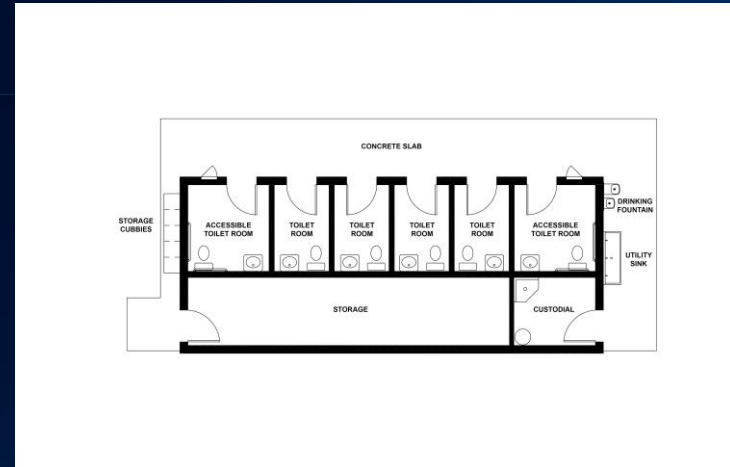 CONCRETE SLAB
STORAGE
CUBBIES
ACCESSIBLE
TOILET ROOM
TOILET
ROOM
TOILET
ROOM
TOILET
ROOM
TOILET
ROOM
ACCESSIBLE
TOILET ROOM
DRINKING
FOUNTAIN
UTILITY
SINK
STORAGE
CUSTODIAL